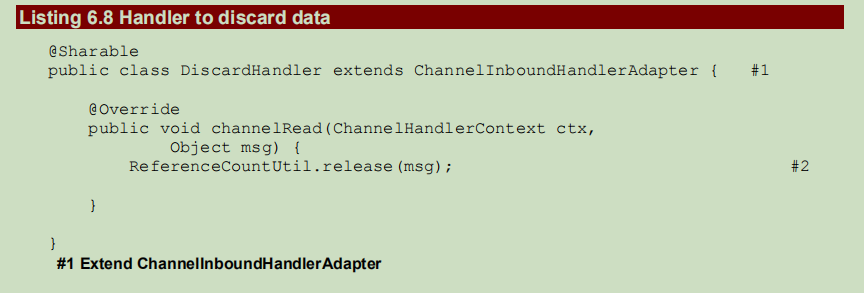 Listing 6.8 Handler to discard data
@Sharable
public class DiscardHandler extends ChannelInboundHandlerAdapter { #1
@Override
public void channelRead(ChannelHandlerContext ctx,
Object msg) {
ReferenceCountUtil.release(msg); #2
}
}
#1 Extend ChannelInboundHandlerAdapter